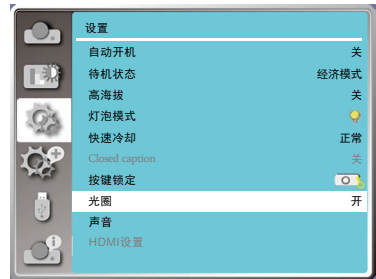 设置
自动开机 关
待机状态 经济模式
高海拔 关
灯泡模式
快速冷却 正常
Closed caption 关
按键锁定
光圈 开
声音
HDMI设置